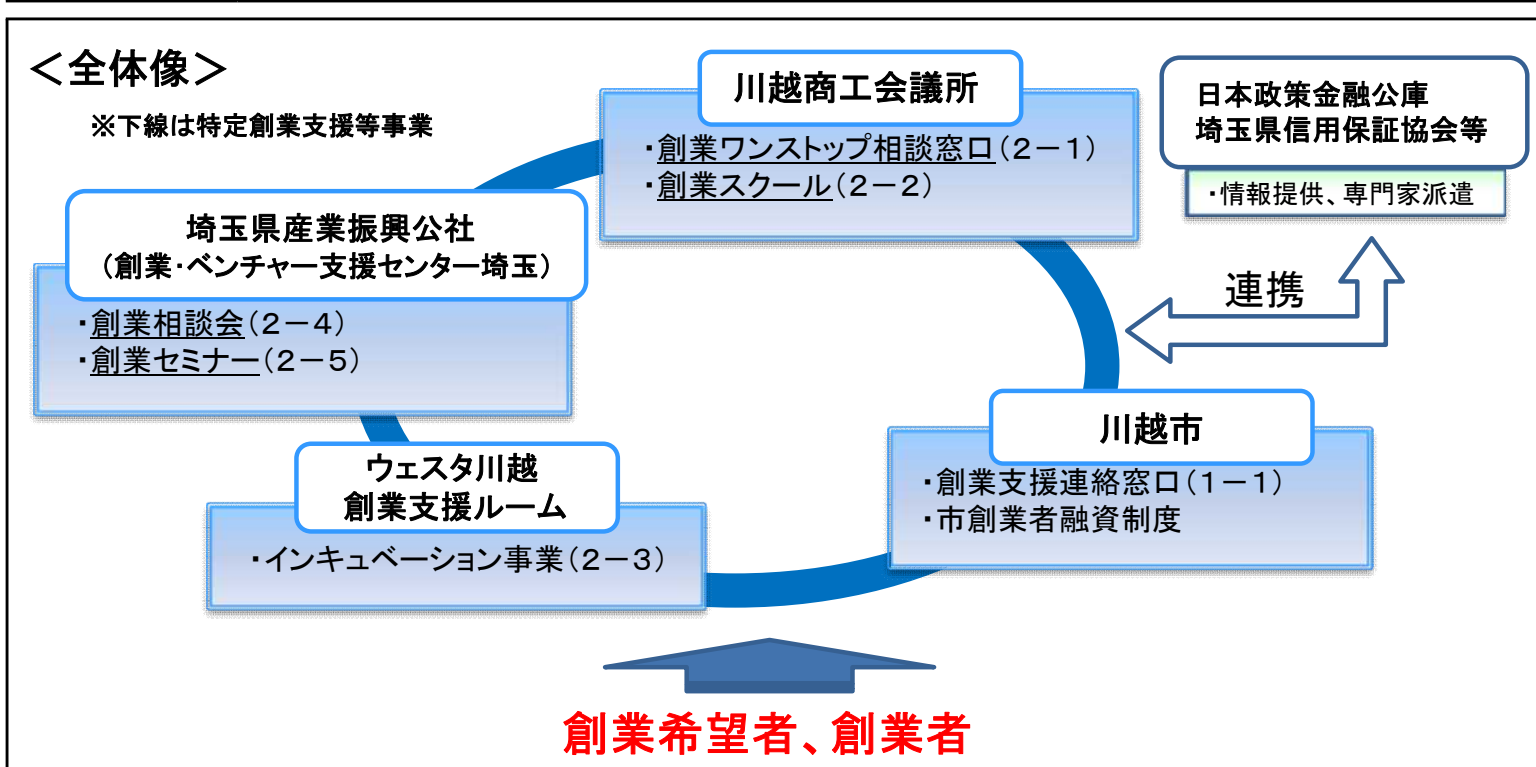 ＜全体像＞
※下線は特定創業支援等事業
川越商工会議所
・創業ワンストップ相談窓口（２－１）
・創業スクール（２－２）
日本政策金融公庫
埼玉県信用保証協会等
・情報提供、専門家派遣
埼玉県産業振興公社
（創業・ベンチャー支援センター埼玉）
・創業相談会（２－４）
・創業セミナー（２－５）
連携
川越市
・創業支援連絡窓口（１－１）
・市創業者融資制度
ウェスタ川越
創業支援ルーム
・インキュベーション事業（２－３）
創業希望者、創業者